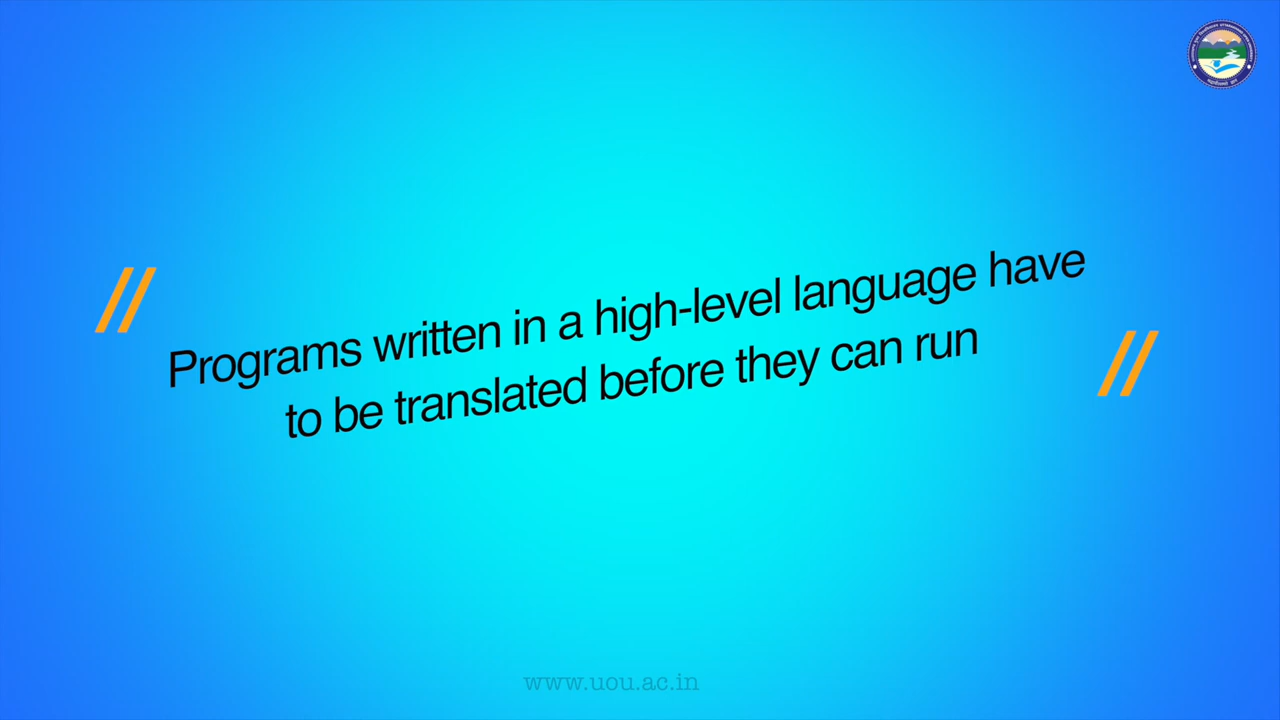 Programs written in a high-level language have
to be translated before they can run
www.uou.ac.in